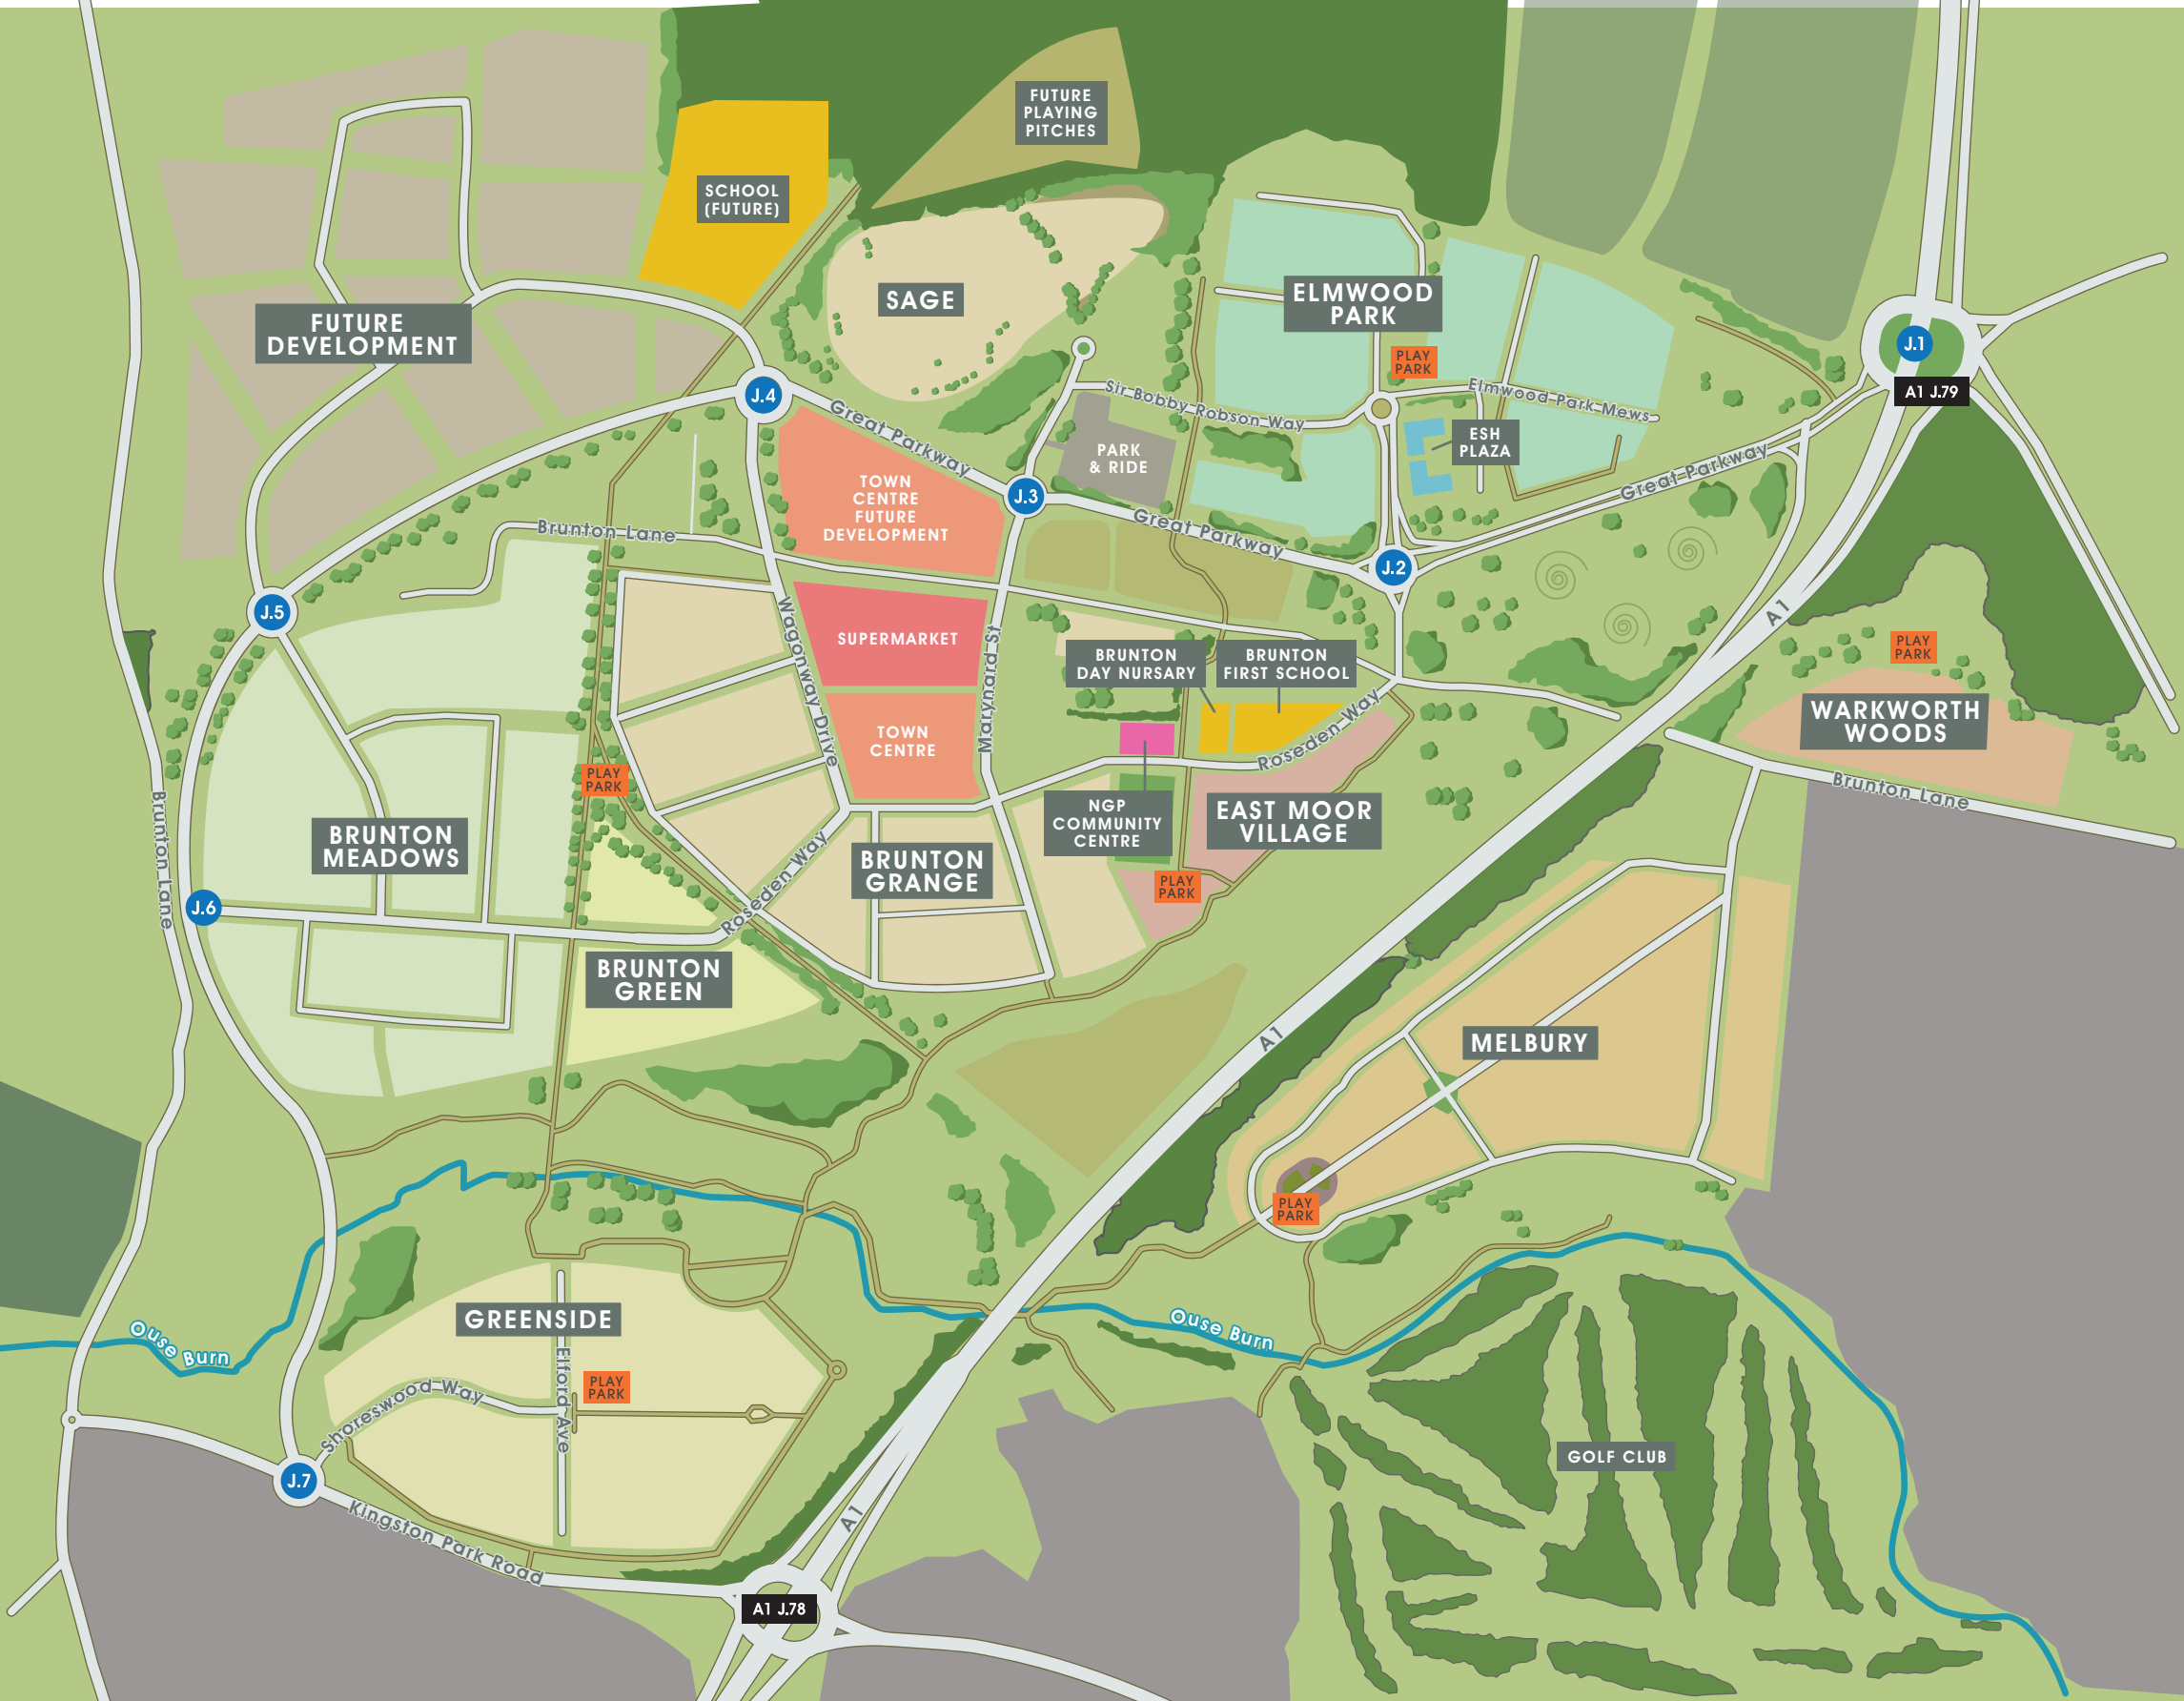 FUTURE
PLAYING
PITCHES
SCHOOL
(FUTURE)
SAGE
ELMWOOD
PARK
FUTURE
DEVELOPMENT
J.1
A1 J.79
PLAY
PARK
J.4
Great Parkway
Sir Bobby Robson Way
Elmwood Park Mews
PARK
& RIDE
ESH
PLAZA
Great Parkway
TOWN
CENTRE
FUTURE
DEVELOPMENT
J.3
Great Parkway
Brunton Lane
J.2
J.5
A1
Wagonway Drive
SUPERMARKET
Marynard St
BRUNTON
DAY NURSARY
BRUNTON
FIRST SCHOOL
PLAY
PARK
WARKWORTH
WOODS
TOWN
CENTRE
Roseden Way
PLAY
PARK
Brunton Lane
Brunton Lane
BRUNTON
MEADOWS
NGP
COMMUNITY
CENTRE
EAST MOOR
VILLAGE
BRUNTON
GRANGE
Roseden Way
PLAY
PARK
J.6
BRUNTON
GREEN
A1
MELBURY
PLAY
PARK
Ouse Burn
GREENSIDE
Ouse Burn
Elford Ave
PLAY
PARK
Shoreswood Way
GOLF CLUB
J.7
Kingston Park Road
A1
A1 J.78